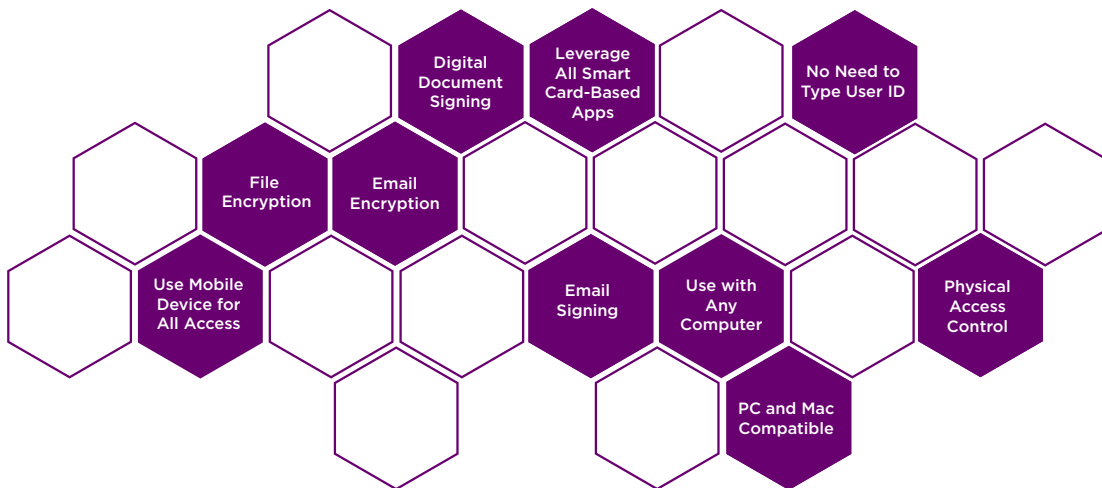 Digital
Document
Signing
Leverage
All Smart
Card-Based
Apps
No Need to
Type User ID
File
Encryption
Email
Encryption
Use Mobile
Device for
All Access
Email
Signing
Use with
Any
Computer
Physical
Access
Control
PC and Mac
Compatible